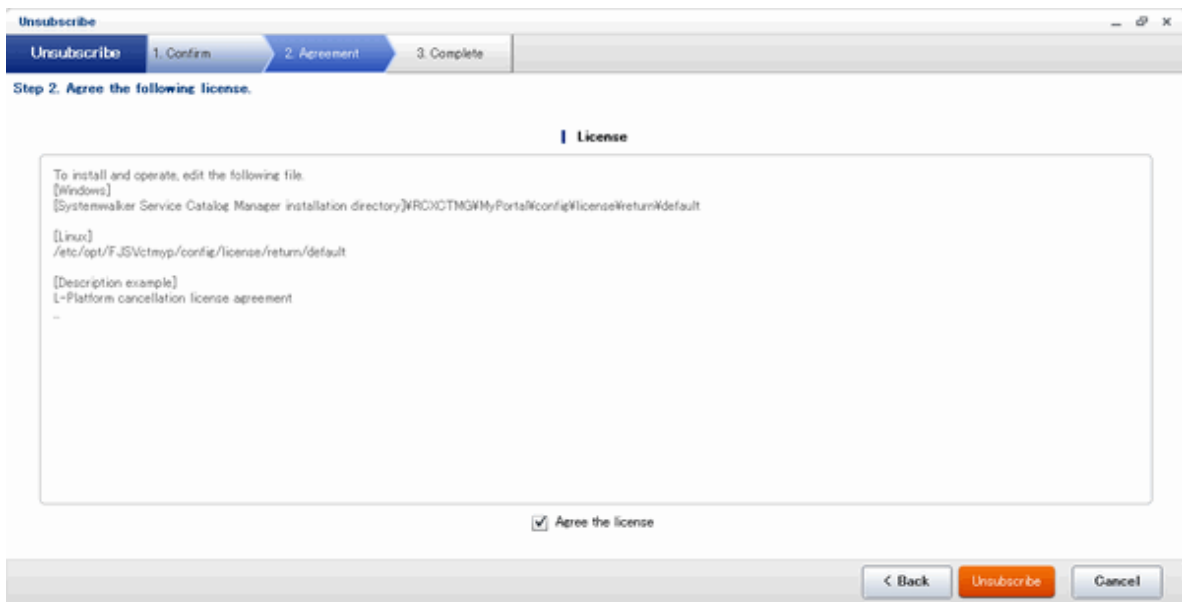 Unsubscribe
Unsubscribe
1. Confirm
2. Agreement
3. Complete
Step 2. Agree the following license.
License
To install and operate, edit the following file.
[Windows]
[Systemwalker Service Catalog Manager installation directory]¥RCXCTMG¥MyPortal¥config¥license¥return¥default
[Linux]
/etc/opt/FJSVctmyp/config/license/return/default
[Description example]
L-Platform cancellation license agreement
...
Agree the license
< Back
Unsubscribe
Cancel